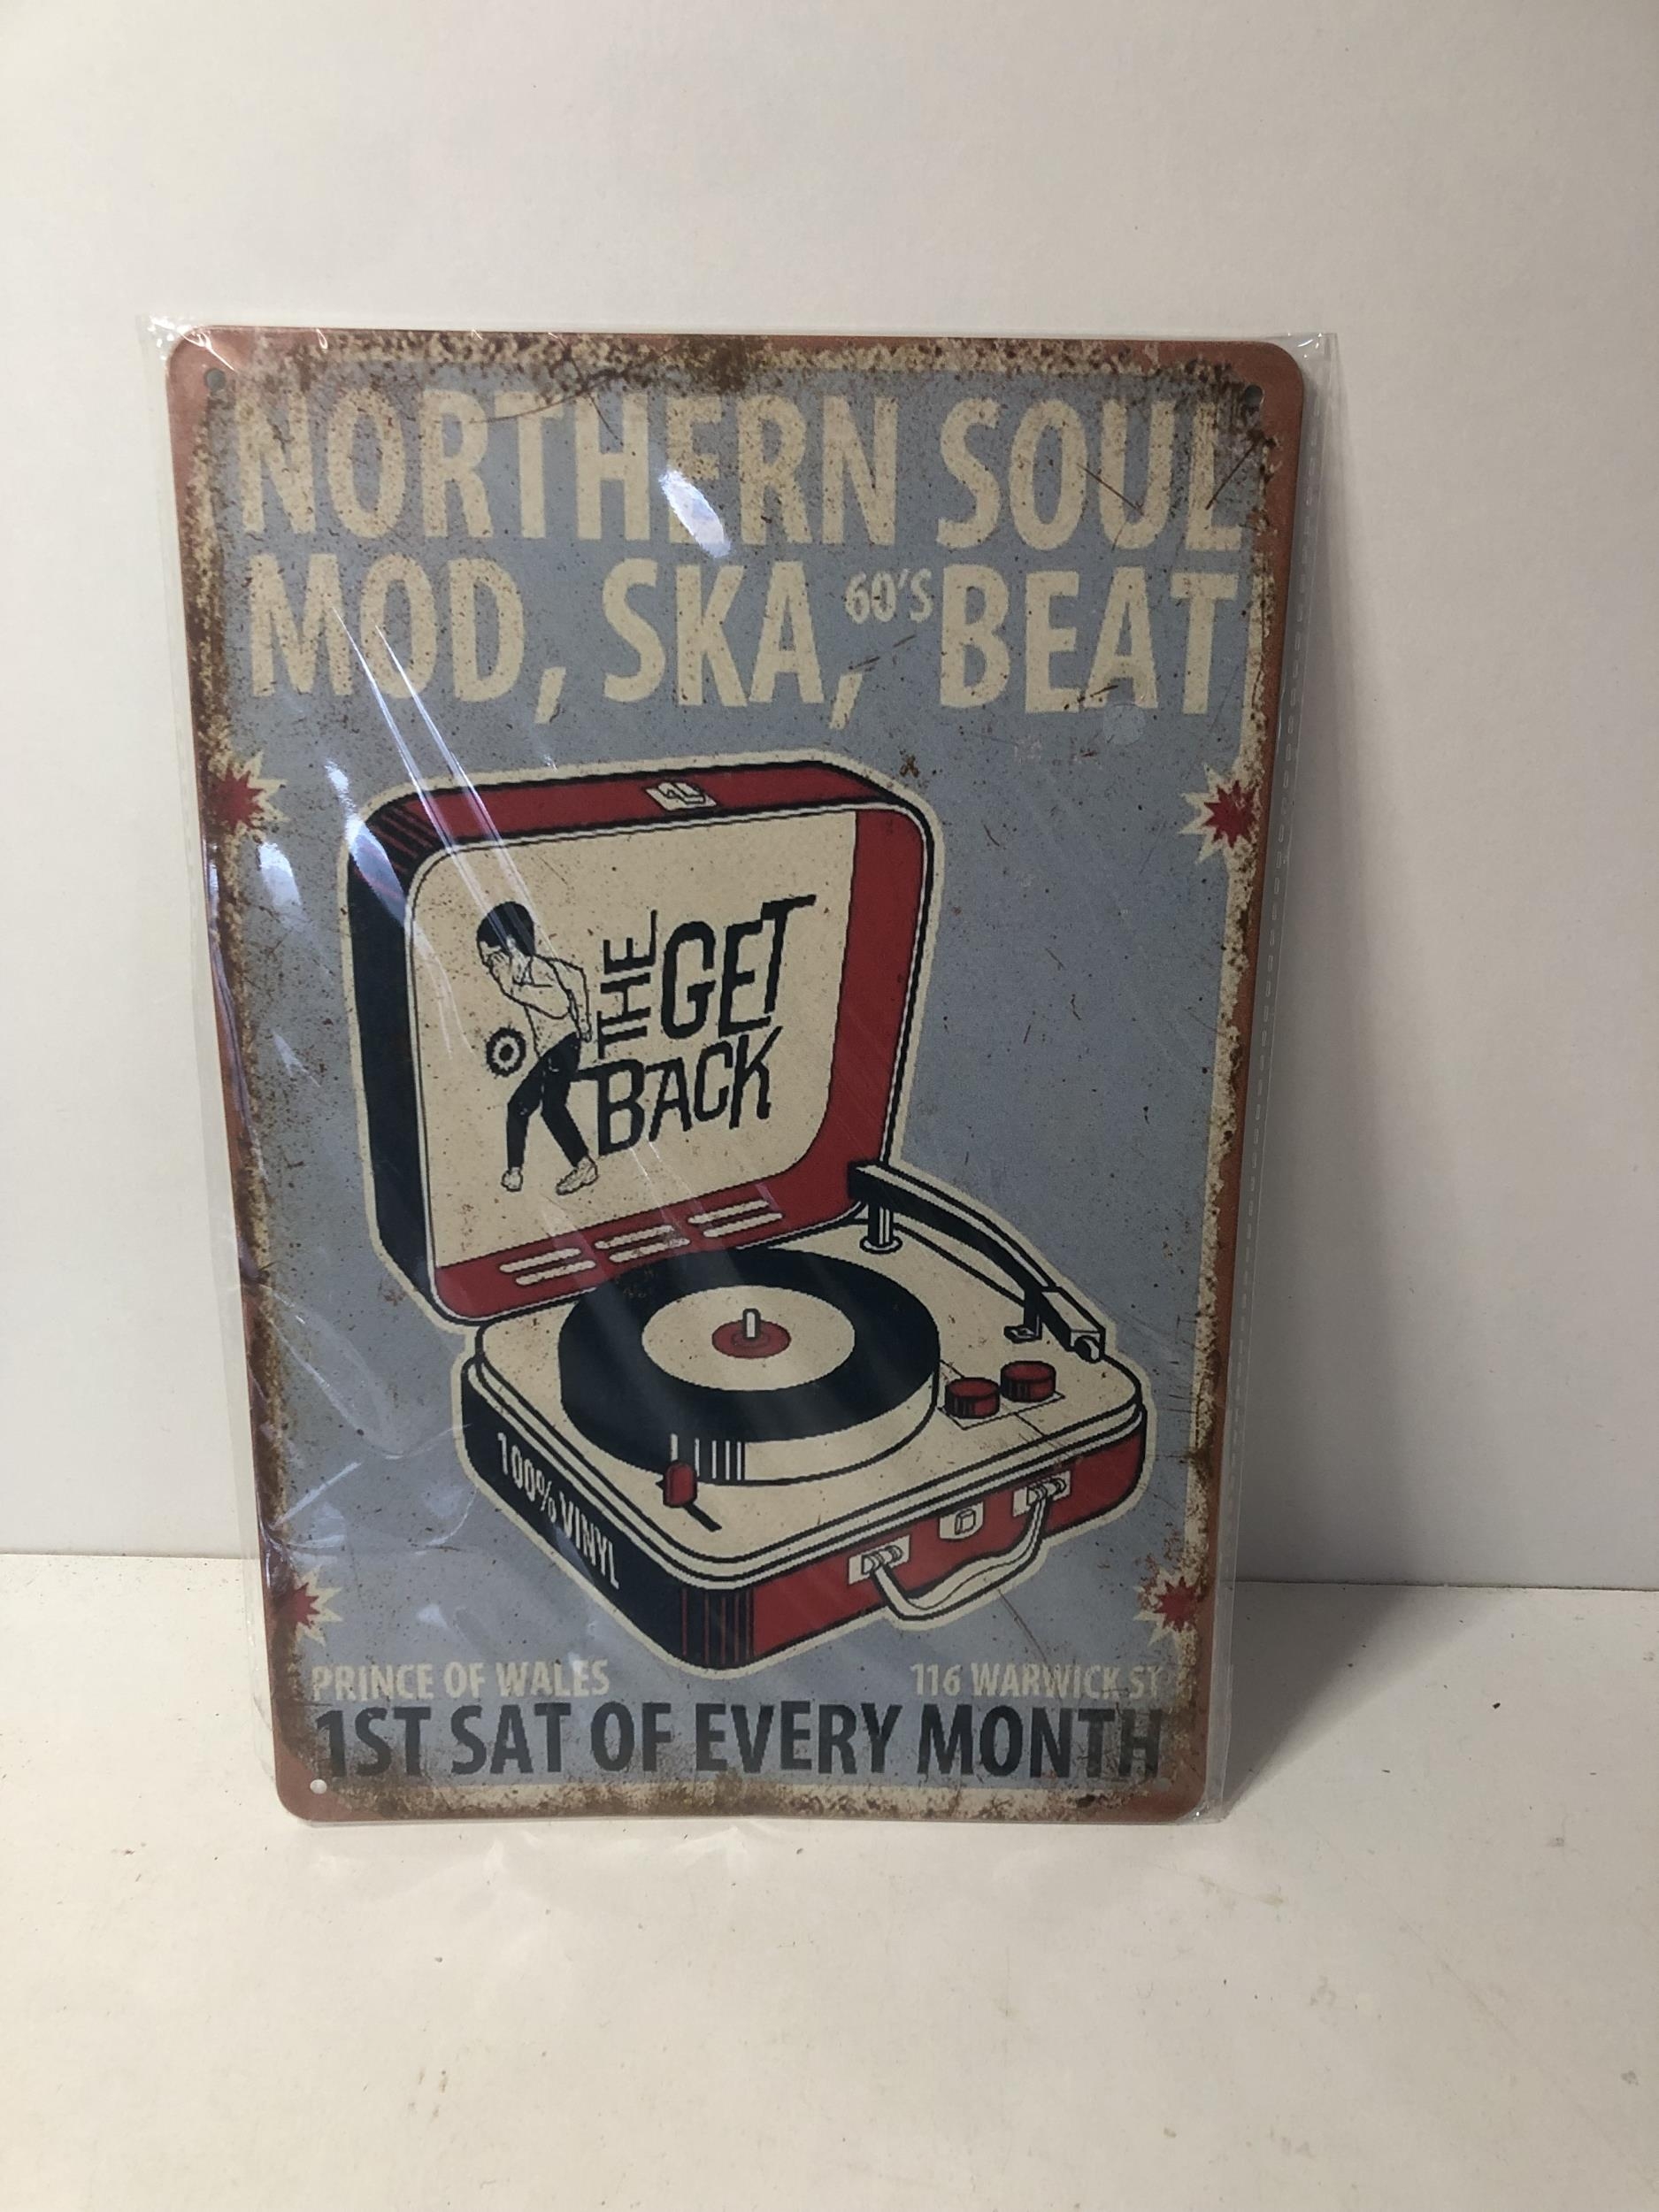 NORTHERN SOUL
MOD, SKA, 60'S BEAT
THE GET
BACK
100% VINYL
PRINCE OF WALES
116 WARWICK ST
1ST SAT OF EVERY MONTH